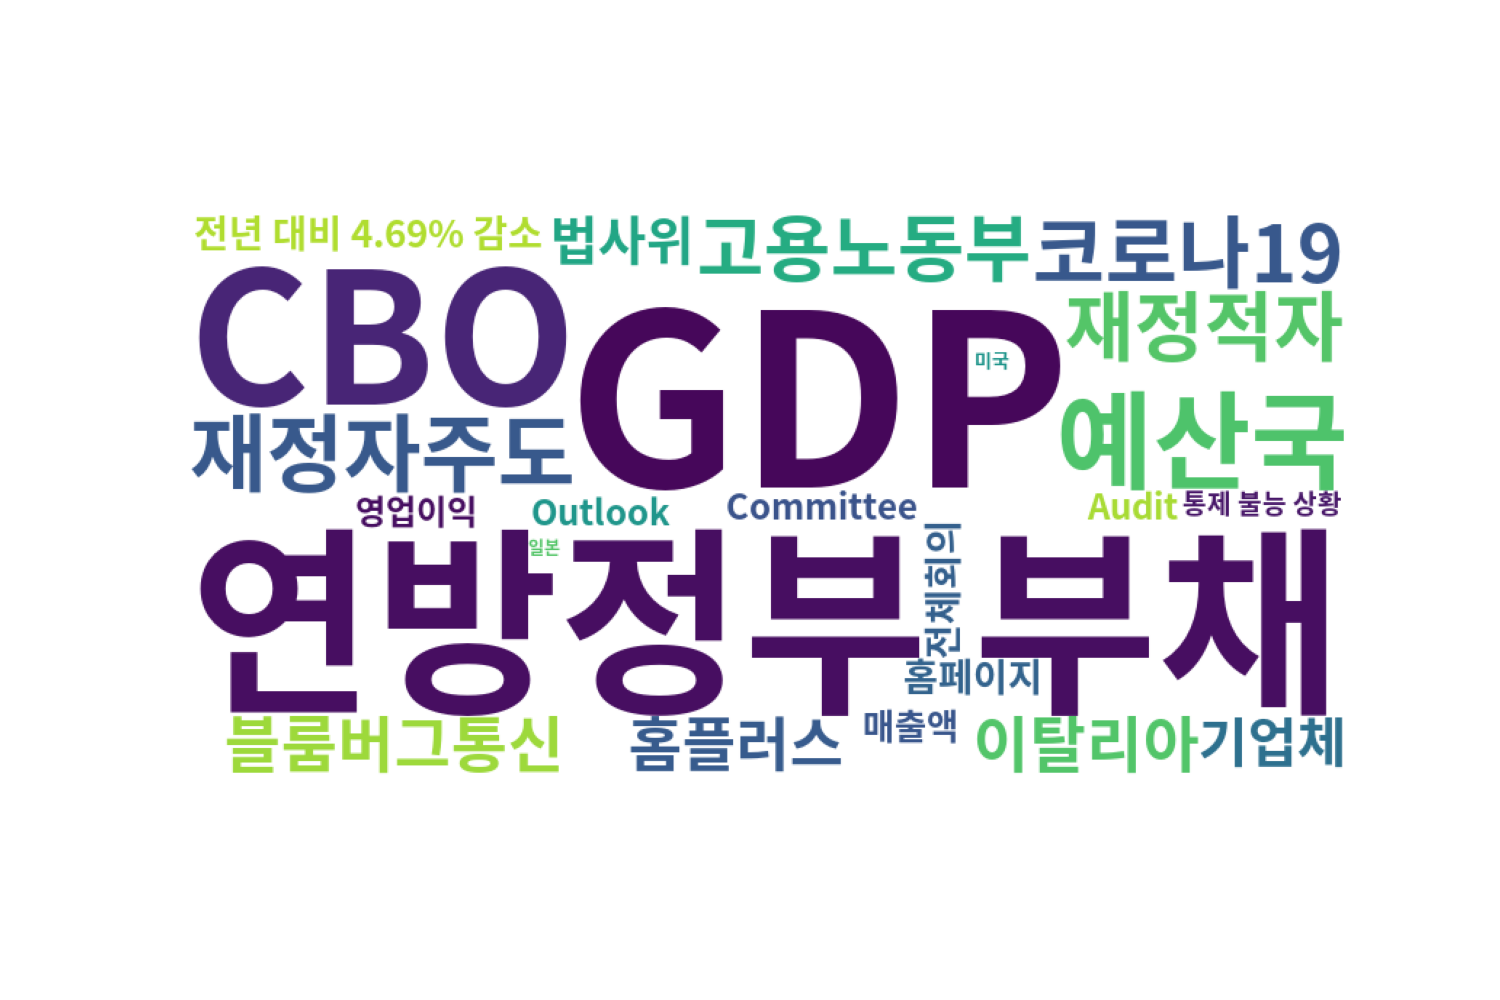 전년 대비 4.69% 감소
법사위
고용노동부
코로나19
CBO
GDP
미국
재정적자
재정자주도
예산국
영업이익
Outlook
Committee
Audit
통제 불능 상황
일본
연방정부 부채
전체회의
홈페이지
블룸버그통신
홈플러스
매출액
이탈리아
기업체